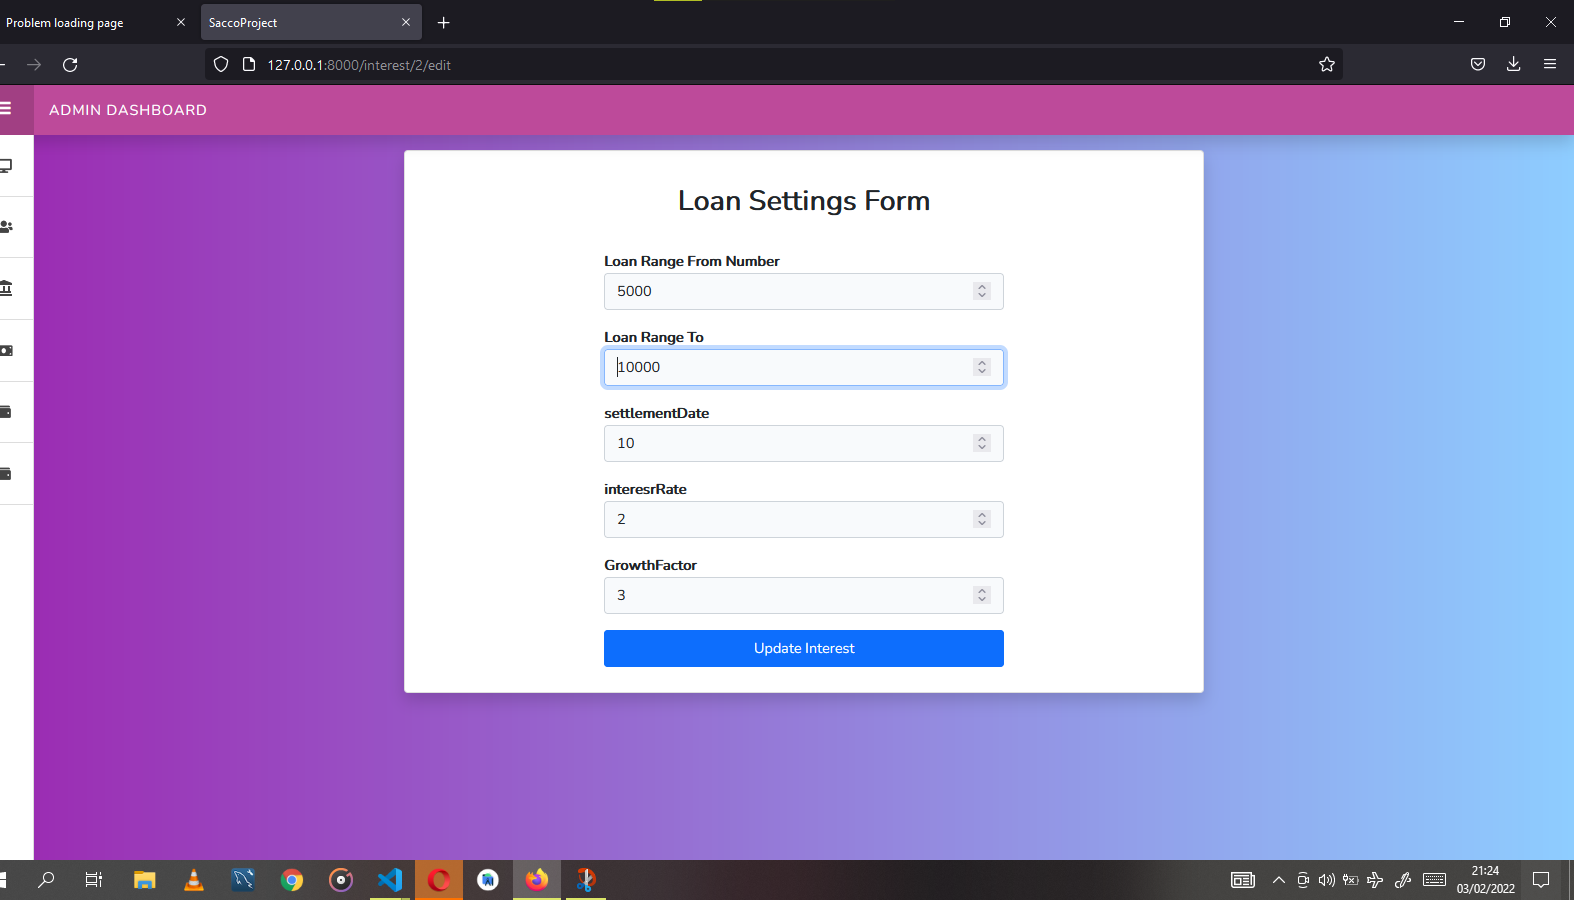 Problem loading page
SaccoProject
127.0.0.1:8000/interest/2/edit
ADMIN DASHBOARD
Loan Settings Form
Loan Range From Number
5000
Loan Range To
10000
settlementDate
10
interesrRate
2
GrowthFactor
3
Update Interest
21:24
03/02/2022